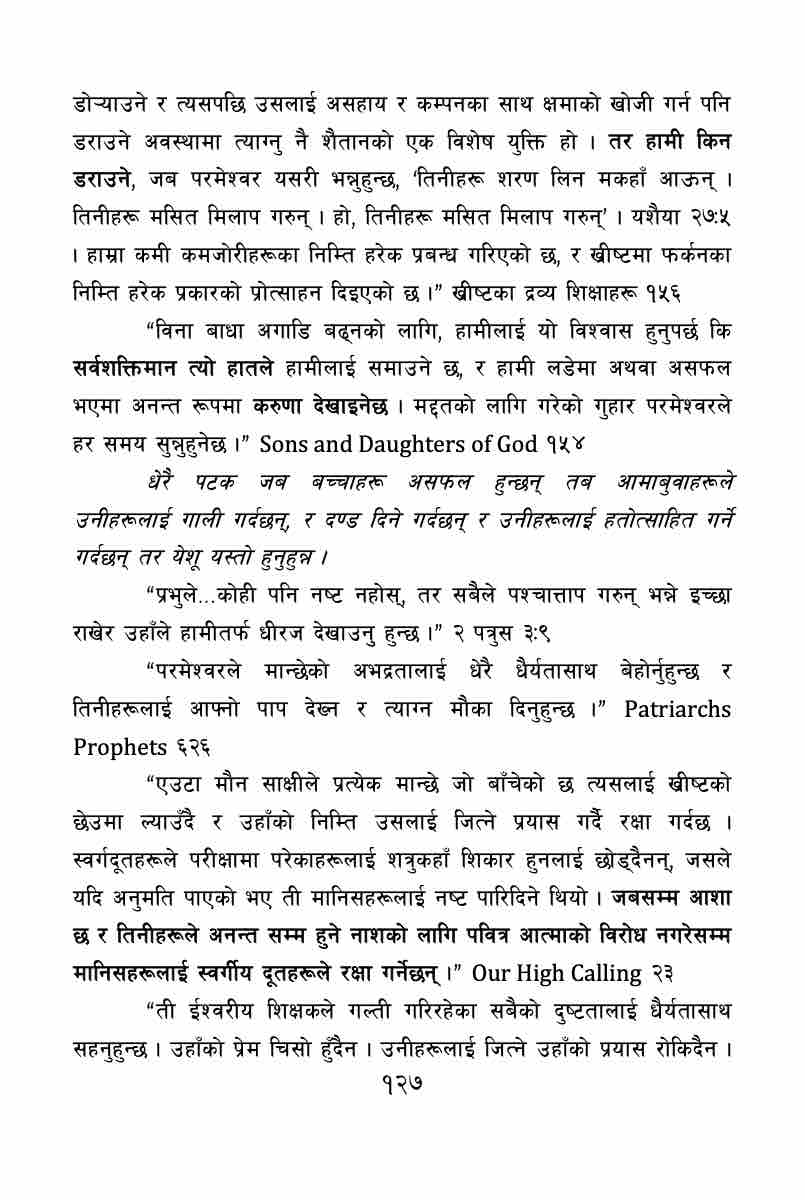 डोऱ्याउने र त्यसपछि उसलाई असहाय र कम्पनका साथ क्षमाको खोजी गर्न पनि
डराउने अवस्थामा त्याग्नु नै शैतानको एक विशेष युक्ति हो । तर हामी किन
डराउने, जब परमेश्वर यसरी भन्नुहुन्छ, ‘तिनीहरू शरण लिन मकहाँ आऊन् ।
तिनीहरू मसित मिलाप गरुन् । हो, तिनीहरू मसित मिलाप गरुन्’ । यशैया २७:५
। हाम्रा कमी कमजोरीहरूका निम्ति हरेक प्रबन्ध गरिएको छ, र ख्रीष्टमा फर्कनका
निम्ति हरेक प्रकारको प्रोत्साहन दिइएको छ ।” ख्रीष्टका द्रव्य शिक्षाहरू १५६
“विना बाधा अगाडि बढ्नको लागि, हामीलाई यो विश्वास हुनुपर्छ कि
सर्वशक्तिमान त्यो हातले हामीलाई समाउने छ, र हामी लडेमा अथवा असफल
भएमा अनन्त रूपमा करुणा देखाइनेछ । मद्दतको लागि गरेको गुहार परमेश्वरले
हर समय सुन्नुहुनेछ ।” Sons and Daughters of God १५४
धेरै पटक जब बच्चाहरू असफल हुन्छन् तब आमाबुवाहरूले
उनीहरूलाई गाली गर्दछन्, र दण्ड दिने गर्दछन् र उनीहरूलाई हतोत्साहित गर्ने
गर्दछन् तर येशू यस्तो हुनुहुन्न ।
“प्रभुले...कोही पनि नष्ट नहोस्, तर सबैले पश्चात्ताप गरुन् भन्ने इच्छा
राखेर उहाँले हामीतर्फ धीरज देखाउनु हुन्छ ।” २ पत्रुस ३:९
“परमेश्वरले मान्छेको अभद्रतालाई धेरै धैर्यतासाथ बेहोर्नुहुन्छ र
तिनीहरूलाई आफ्नो पाप देख्न र त्याग्न मौका दिनुहुन्छ ।” Patriarchs
Prophets ६२६
“एउटा मौन साक्षीले प्रत्येक मान्छे जो बाँचेको छ त्यसलाई ख्रीष्टको
छेउमा ल्याउँदै र उहाँको निम्ति उसलाई जित्ने प्रयास गर्दै रक्षा गर्दछ ।
स्वर्गदूतहरूले परीक्षामा परेकाहरूलाई शत्रुकहाँ शिकार हुनलाई छोड्दैनन्, जसले
यदि अनुमति पाएको भए ती मानिसहरूलाई नष्ट पारिदिने थियो । जबसम्म आशा
छ र तिनीहरूले अनन्त सम्म हुने नाशको लागि पवित्र आत्माको विरोध नगरेसम्म
मानिसहरूलाई स्वर्गीय दूतहरूले रक्षा गर्नेछन् ।” Our High Calling २३
“ती ईश्वरीय शिक्षकले गल्ती गरिरहेका सबैको दुष्टतालाई धैर्यतासाथ
सहनुहुन्छ । उहाँको प्रेम चिसो हुँदैन । उनीहरूलाई जित्ने उहाँको प्रयास रोकिदैन ।
१२७